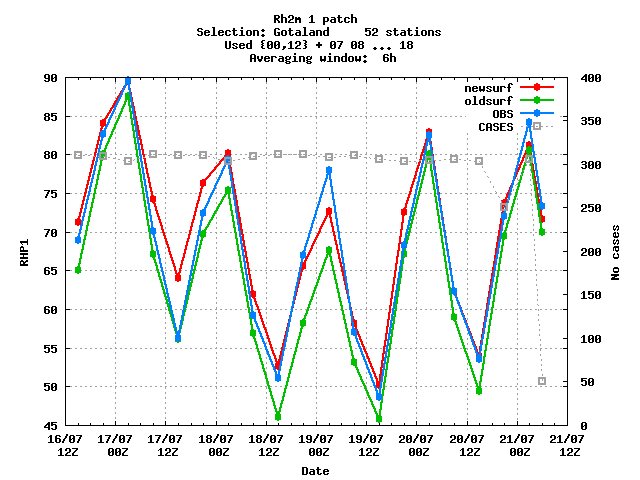 Rh2m 1 patch
Selection: Gotaland 52 stations
Used {00,12} + 07 08 ... 18
Averaging window: 6h
newsurf
oldsurf
OBS
CASES
90
85
80
75
70
65
60
55
50
45
RHP1
400
350
300
250
200
150
100
50
0
No cases
16/07 17/07 17/07 18/07 18/07 19/07 19/07 20/07 20/07 21/07 21/07
12Z 00Z 12Z 00Z 12Z 00Z 12Z 00Z 12Z 00Z 12Z
Date